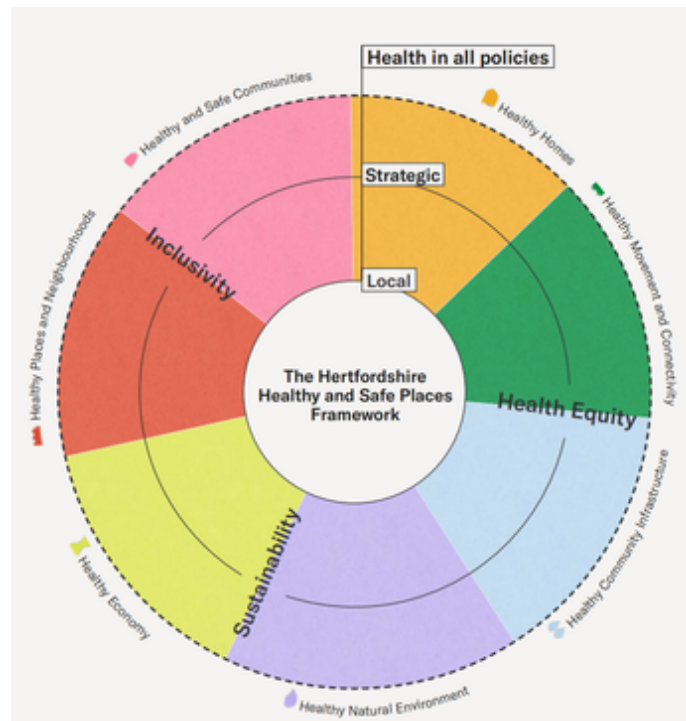 Health in all policies
Healthy and Safe Communities
Healthy Homes
Strategic
Healthy Movement and Connectivity
Healthy Places and Neighbourhoods
Inclusivity
Local
The Hertfordshire
Healthy and Safe Places
Framework
Health Equity
Healthy Community Infrastructure
Sustainability
Healthy Economy
Healthy Natural Environment